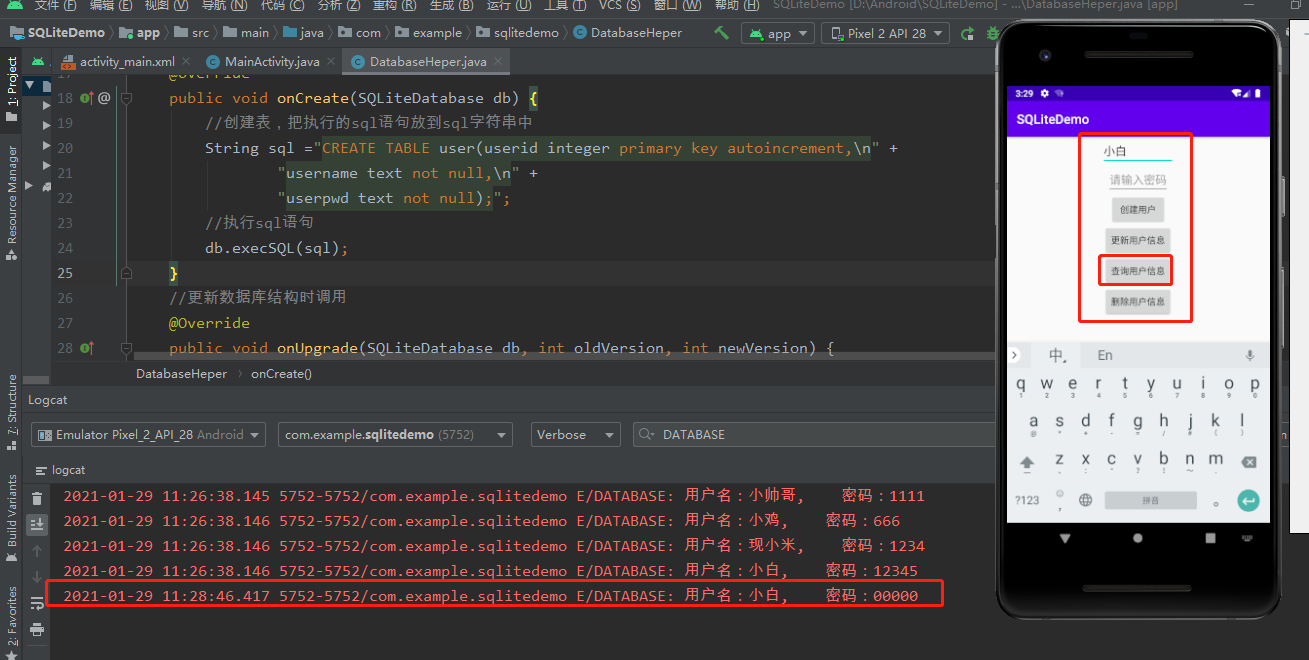 文件 (F) 编辑 (E) 视图 (V) 导航 (N) 代码 (C) 分析 (Z) 重构 (R) 生成 (B) 运行 (U) 工具 (T) VCS (S) 窗口 (W) 帮助 (H) SQLiteDemo [D:\Android\SQLiteDemo] - ...\DatabaseHeper.java [app]
SQLiteDemo app src main java com example sqlitedemo DatabaseHeper app Pixel 2 API 28
activity_main.xml MainActivity.java DatabaseHeper.java
1: Project
Resource Manager
7: Structure
Build Variants
2: Favorites
17 @Override
18 @ public void onCreate(SQLiteDatabase db) {
19 //创建表，把执行的sql语句放到sql字符串中
20 String sql ="CREATE TABLE user(userid integer primary key autoincrement,\n" +
21 "username text not null,\n" +
22 "userpwd text not null);";
23 //执行sql语句
24 db.execSQL(sql);
25 }
26 //更新数据库结构时调用
27 @Override
28 public void onUpgrade(SQLiteDatabase db, int oldVersion, int newVersion) {
DatabaseHeper onCreate()
Logcat
Emulator Pixel_2_API_28 Android com.example.sqlitedemo (5752) Verbose DATABASE
logcat
2021-01-29 11:26:38.145 5752-5752/com.example.sqlitedemo E/DATABASE: 用户名：小帅哥, 密码：1111
2021-01-29 11:26:38.146 5752-5752/com.example.sqlitedemo E/DATABASE: 用户名：小鸡, 密码：666
2021-01-29 11:26:38.146 5752-5752/com.example.sqlitedemo E/DATABASE: 用户名：现小米, 密码：1234
2021-01-29 11:26:38.146 5752-5752/com.example.sqlitedemo E/DATABASE: 用户名：小白, 密码：12345
2021-01-29 11:28:46.417 5752-5752/com.example.sqlitedemo E/DATABASE: 用户名：小白, 密码：00000
3:29
SQLiteDemo
小白
请输入密码
创建用户
更新用户信息
查询用户信息
删除用户信息
中 En
q w e r t y u i o p
1 2 3 4 5 6 7 8 9 0
a s d f g h j k l
z x c v b n m
?123 , 拼音 。